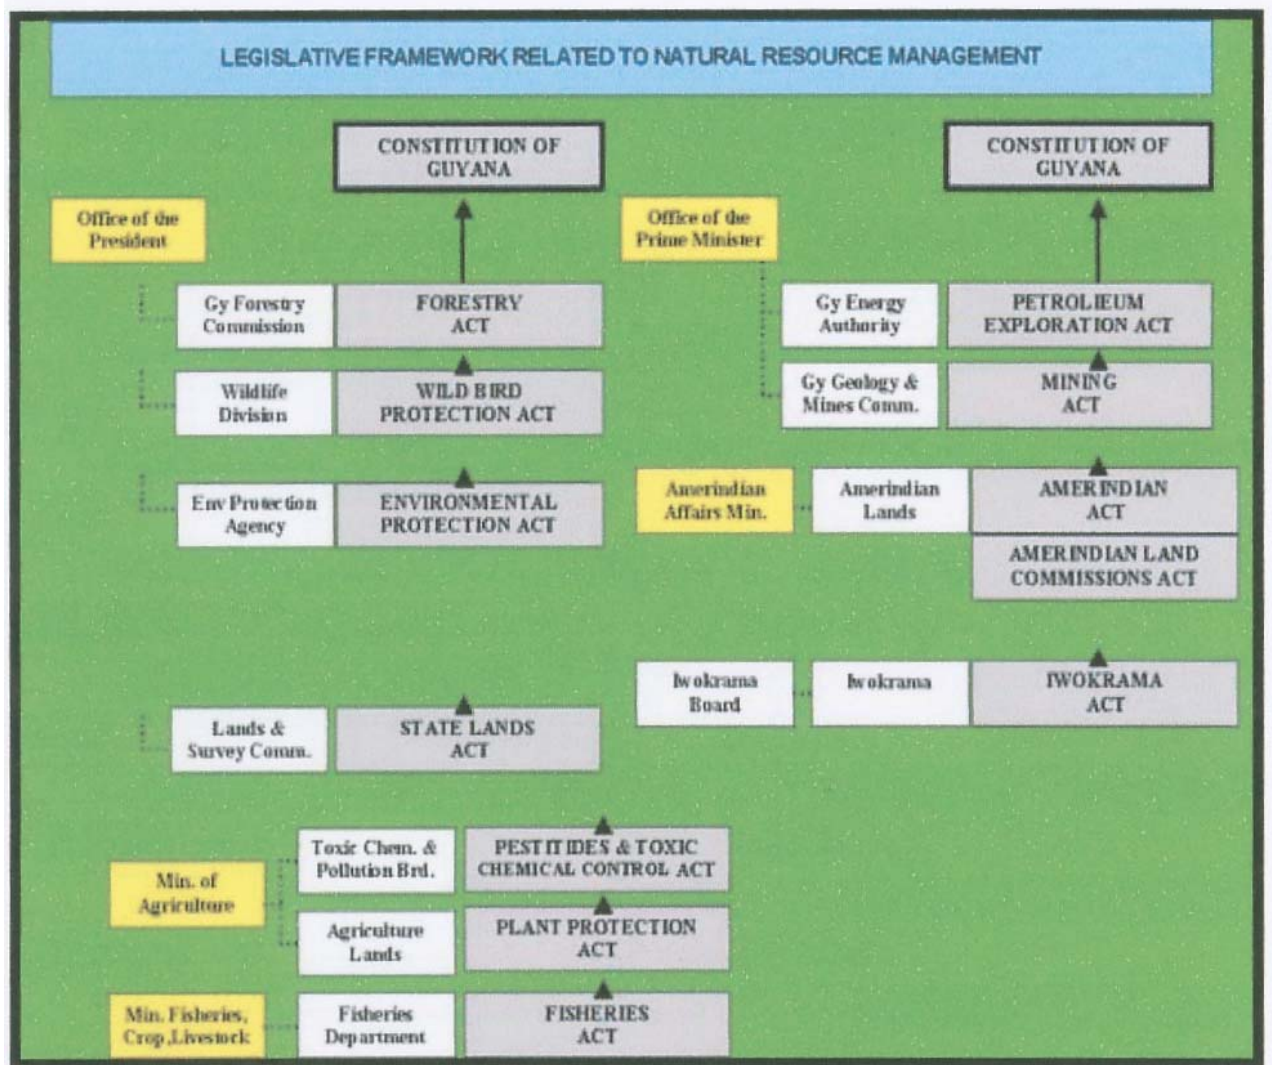 LEGISLATIVE FRAMEWORK RELATED TO NATURAL RESOURCE MANAGEMENT
CONSTITUTION OF
GUYANA
Office of the
President
Gy Forestry
Commission
FORESTRY
ACT
Wildlife
Division
WILD BIRD
PROTECTION ACT
Env Protection
Agency
ENVIRONMENTAL
PROTECTION ACT
Lands &
Survey Comm.
STATE LANDS
ACT
Min. of
Agriculture
Toxic Chem. &
Pollution Brd.
PESTITIDES & TOXIC
CHEMICAL CONTROL ACT
Agriculture
Lands
PLANT PROTECTION
ACT
Min. Fisheries,
Crop ,Livestock
Fisheries
Department
FISHERIES
ACT
CONSTITUTION OF
GUYANA
Office of the
Prime Minister
Gy Energy
Authority
PETROLIEUM
EXPLORATION ACT
Gy Geology &
Mines Comm.
MINING
ACT
Amerindian
Affairs Min.
Amerindian
Lands
AMERINDIAN
ACT
AMERINDIAN LAND
COMMISSIONS ACT
Iwokrama
Board
Iwokrama
IWOKRAMA
ACT